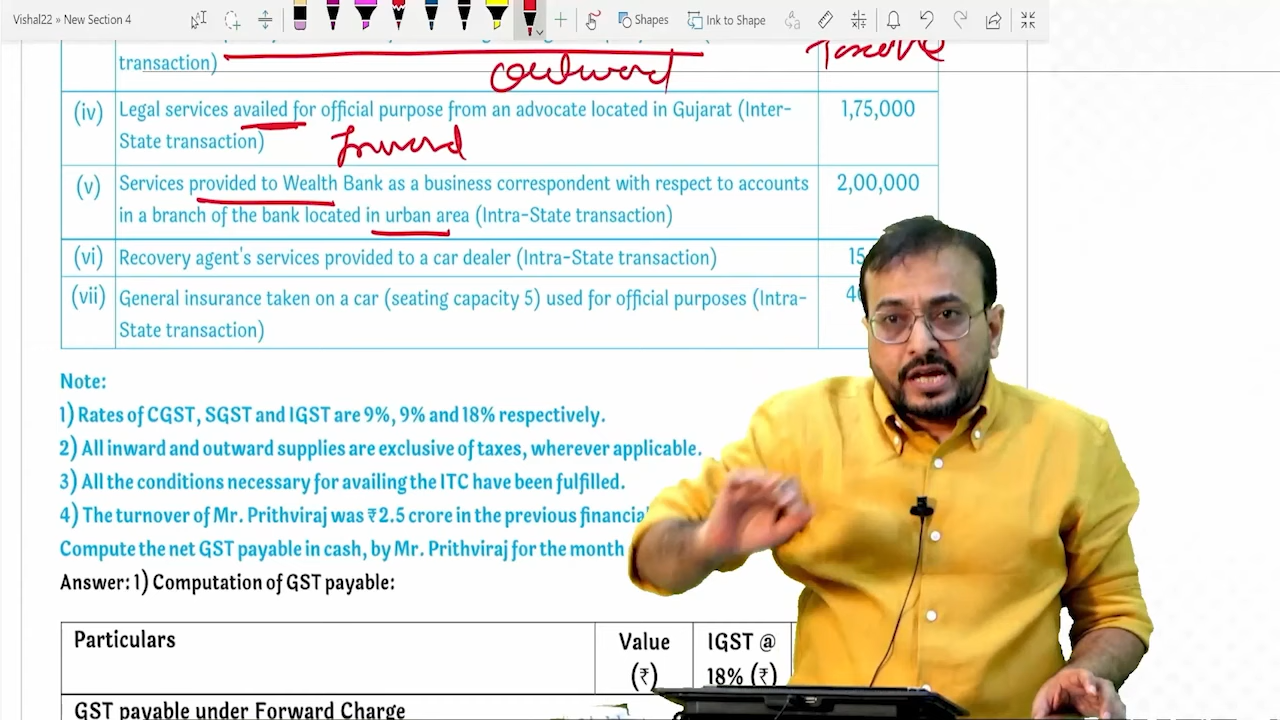 Vishal22 » New Section 4
Shapes
Ink to Shape
transaction)
outward
Taxable
(iv) Legal services availed for official purpose from an advocate located in Gujarat (Inter- 1,75,000
State transaction)
Inward
(v) Services provided to Wealth Bank as a business correspondent with respect to accounts 2,00,000
in a branch of the bank located in urban area (Intra-State transaction)
(vi) Recovery agent's services provided to a car dealer (Intra-State transaction)
(vii) General insurance taken on a car (seating capacity 5) used for official purposes (Intra-
State transaction)
Note:
1) Rates of CGST, SGST and IGST are 9%, 9% and 18% respectively.
2) All inward and outward supplies are exclusive of taxes, wherever applicable.
3) All the conditions necessary for availing the ITC have been fulfilled.
4) The turnover of Mr. Prithviraj was ₹2.5 crore in the previous
Compute the net GST payable in cash, by Mr. Prithviraj for the month
Answer: 1) Computation of GST payable:
Particulars Value IGST @
(₹) 18% (₹)
GST payable under Forward Charge